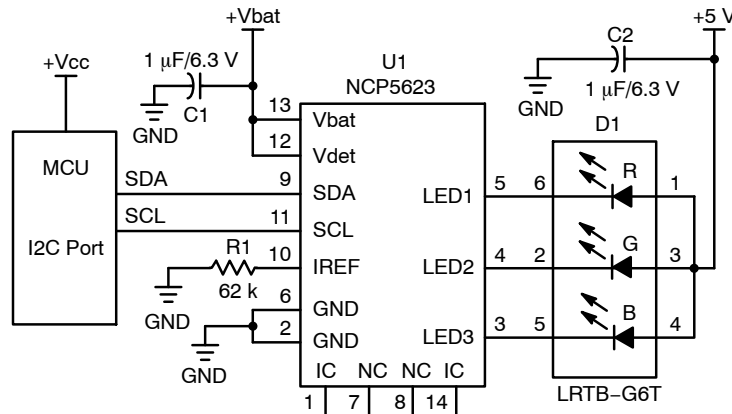 +Vbat
+5 V
C2
1 μF/6.3 V
U1
NCP5623
+Vcc
C1
GND
GND
1 μF/6.3 V
D1
13
Vbat
12
Vdet
MCU
I2C Port
SDA
9
SDA
LED1
5
6
R
1
SCL
11
SCL
R1
10
IREF
LED2
4
2
G
3
62 k
GND
6
GND
2
GND
LED3
3
5
B
4
GND
IC
NC
NC
IC
1
7
8
14
LRTB–G6T